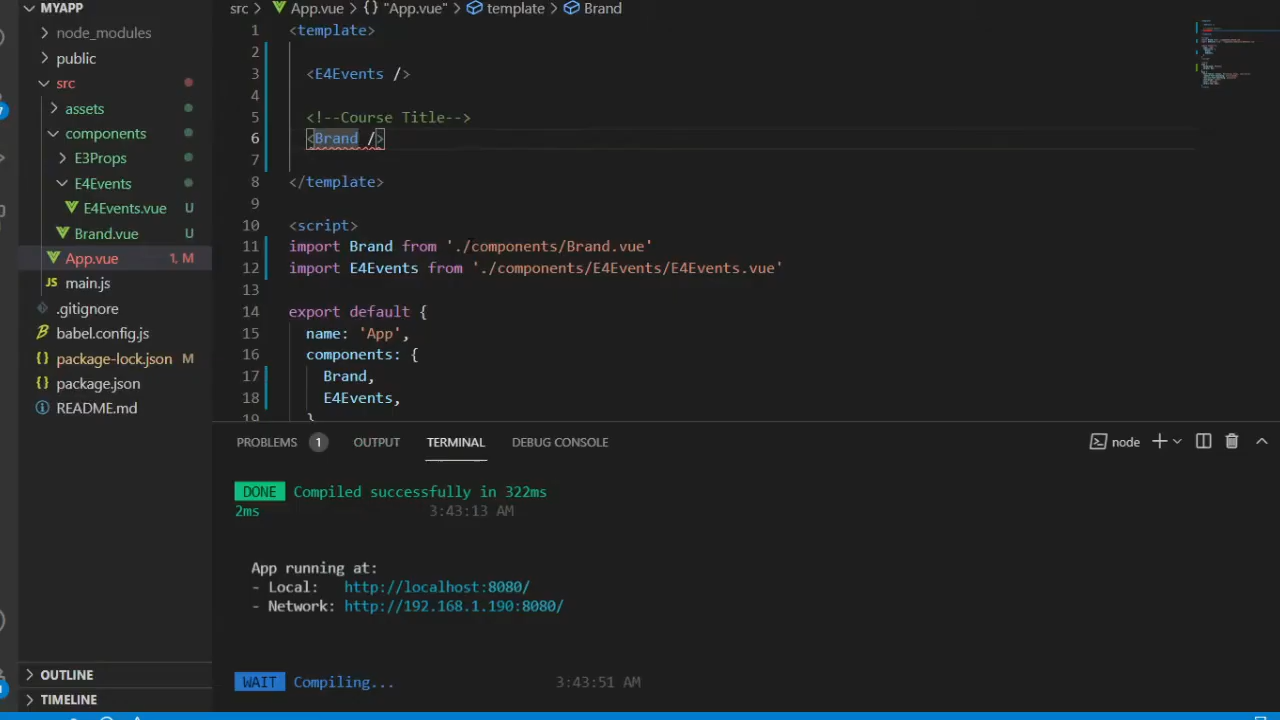 MYAPP
node_modules
public
src
assets
components
E3Props
E4Events
E4Events.vue U
Brand.vue U
App.vue 1, M
main.js
.gitignore
babel.config.js
package-lock.json M
package.json
README.md
OUTLINE
TIMELINE
src > App.vue > {} "App.vue" > template > Brand
1 <template>
2
3 <E4Events />
4
5 <!--Course Title-->
6 <Brand />
7
8 </template>
9
10 <script>
11 import Brand from './components/Brand.vue'
12 import E4Events from './components/E4Events/E4Events.vue'
13
14 export default {
15 name: 'App',
16 components: {
17 Brand,
18 E4Events,
19 }
PROBLEMS 1 OUTPUT TERMINAL DEBUG CONSOLE node
DONE Compiled successfully in 322ms
2ms 3:43:13 AM
App running at:
- Local: http://localhost:8080/
- Network: http://192.168.1.190:8080/
WAIT Compiling... 3:43:51 AM